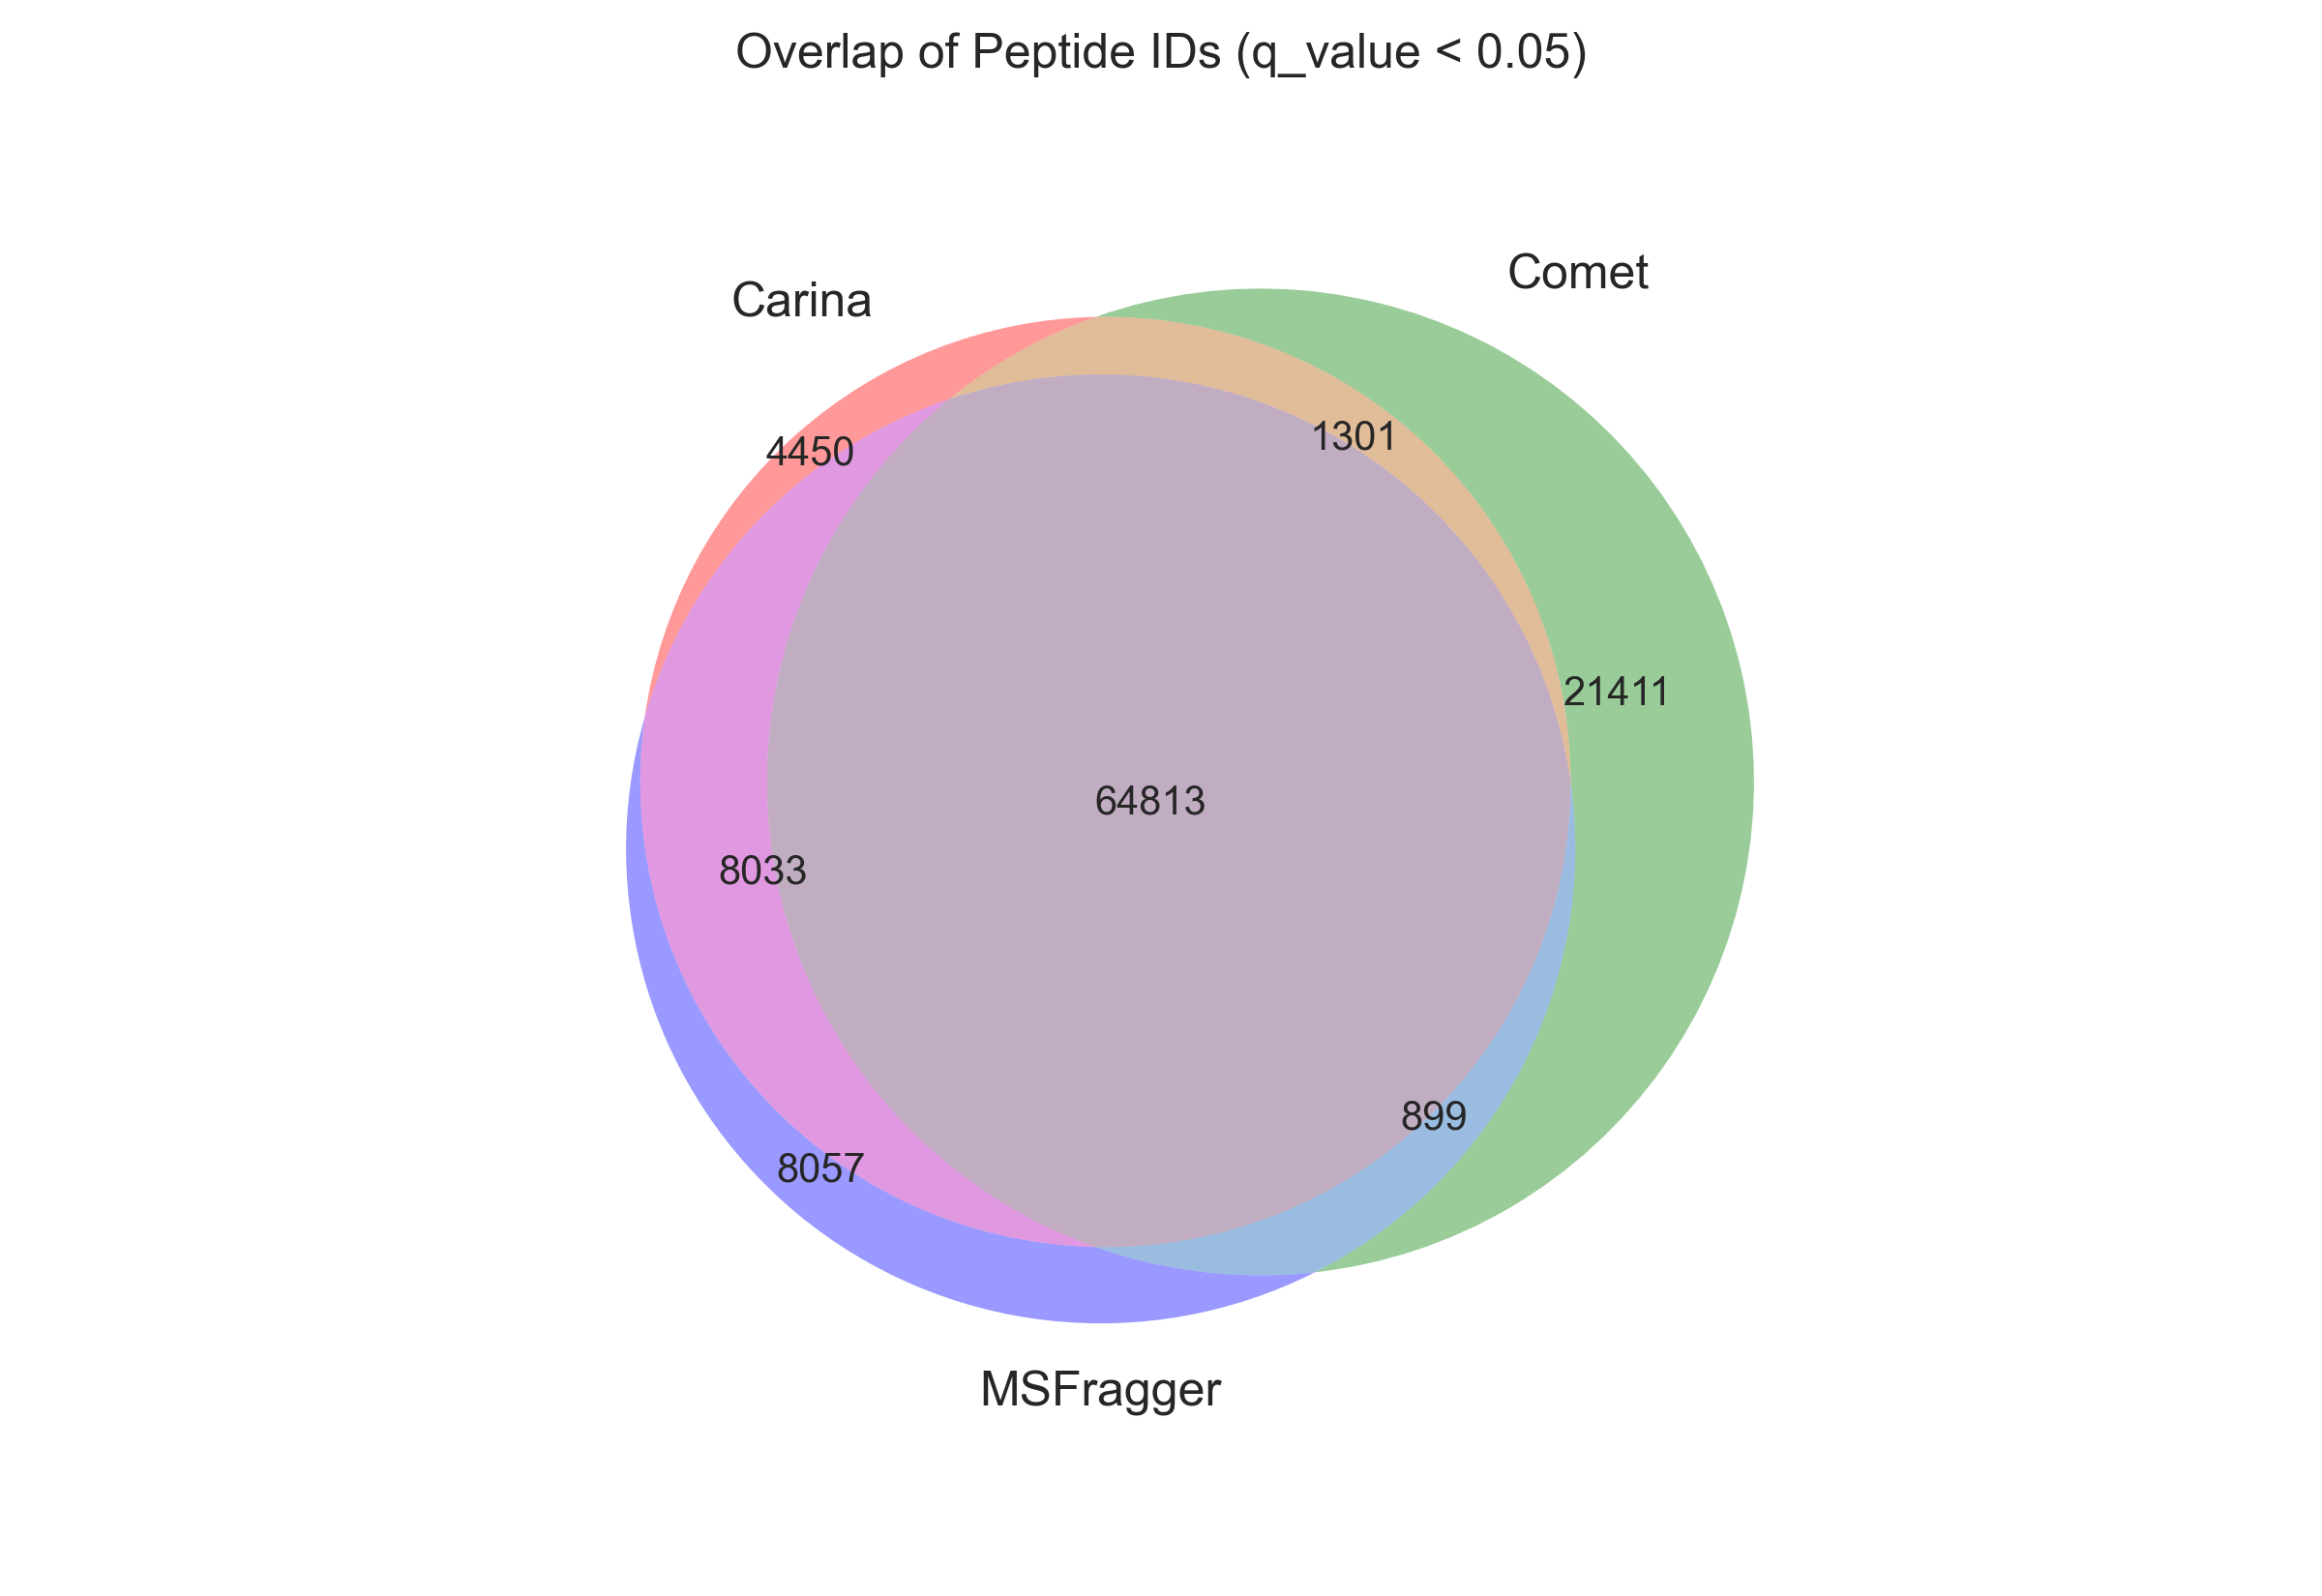 Overlap of Peptide IDs (q_value < 0.05)
Comet
Carina
1301
4450
21411
64813
8033
899
8057
MSFragger